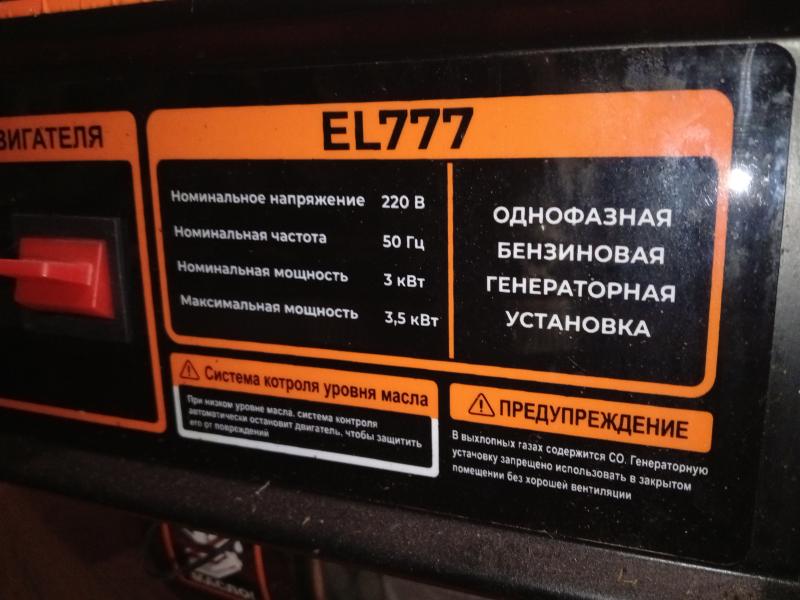 ВИГАТЕЛЯ
EL777
Номинальное напряжение 220 В
Номинальная частота 50 Гц
Номинальная мощность 3 кВт
Максимальная мощность 3,5 кВт
ОДНОФАЗНАЯ
БЕНЗИНОВАЯ
ГЕНЕРАТОРНАЯ
УСТАНОВКА
Система котроля уровня масла
При низком уровне масла, система контроля
автоматически остановит двигатель, чтобы защитить
его от повреждений
ПРЕДУПРЕЖДЕНИЕ
В выхлопных газах содержится СО. Генераторную
установку запрещено использовать в закрытом
помещении без хорошей вентиляции